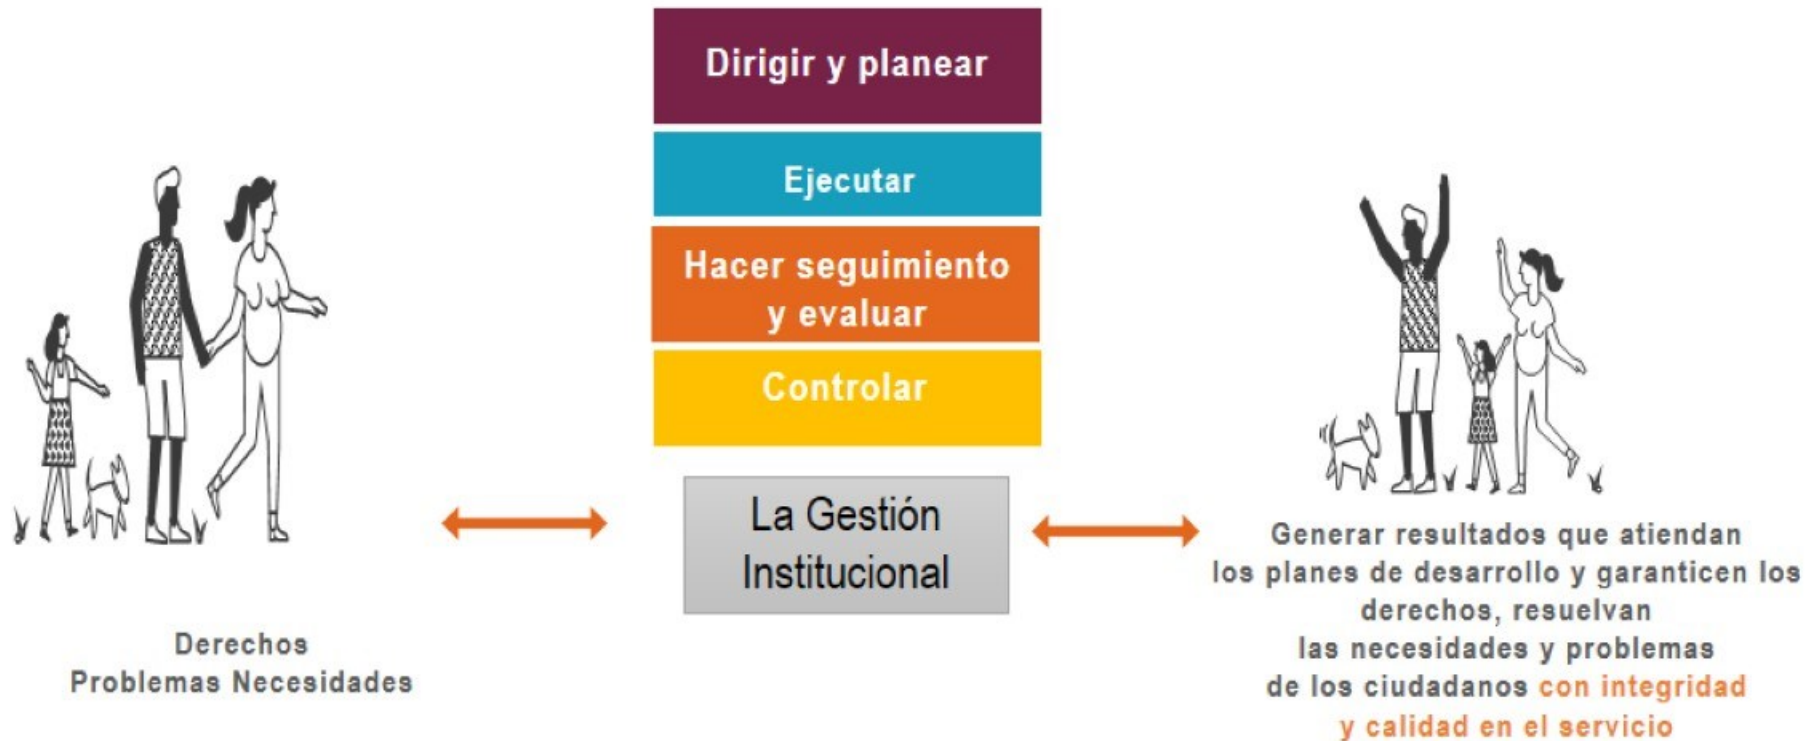 Dirigir y planear
Ejecutar
Hacer seguimiento
y evaluar
Controlar
La Gestión
Institucional
Derechos
Problemas Necesidades
Generar resultados que atiendan
los planes de desarrollo y garanticen los
derechos, resuelvan
las necesidades y problemas
de los ciudadanos con integridad
y calidad en el servicio